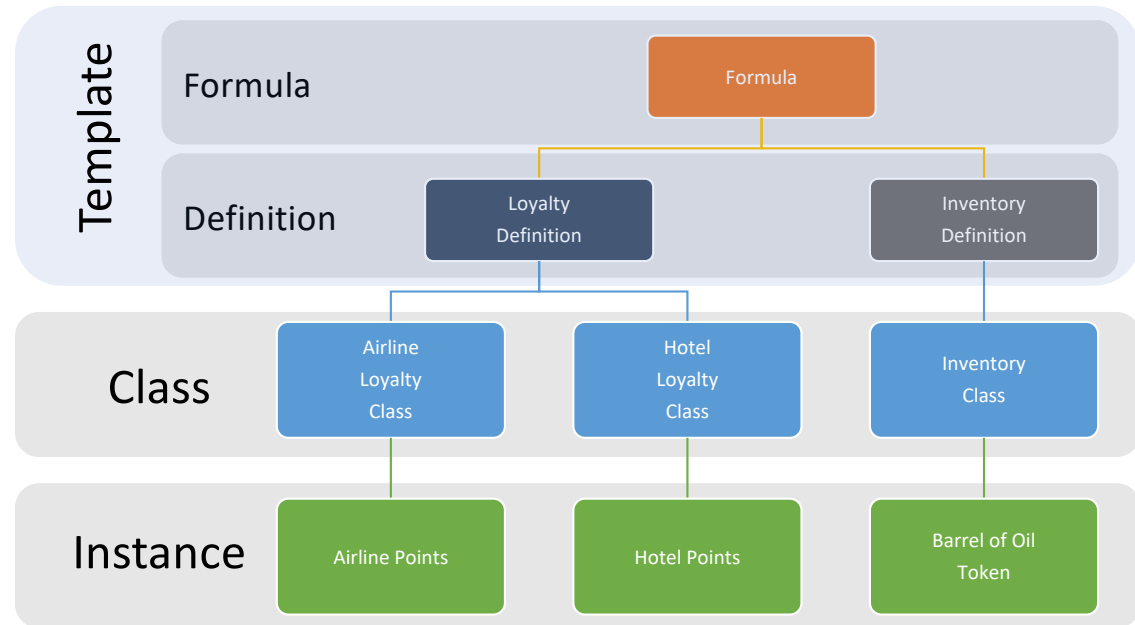 Template
Formula
Formula
Definition
Loyalty
Definition
Inventory
Definition
Class
Airline
Loyalty
Class
Hotel
Loyalty
Class
Inventory
Class
Instance
Airline Points
Hotel Points
Barrel of Oil
Token